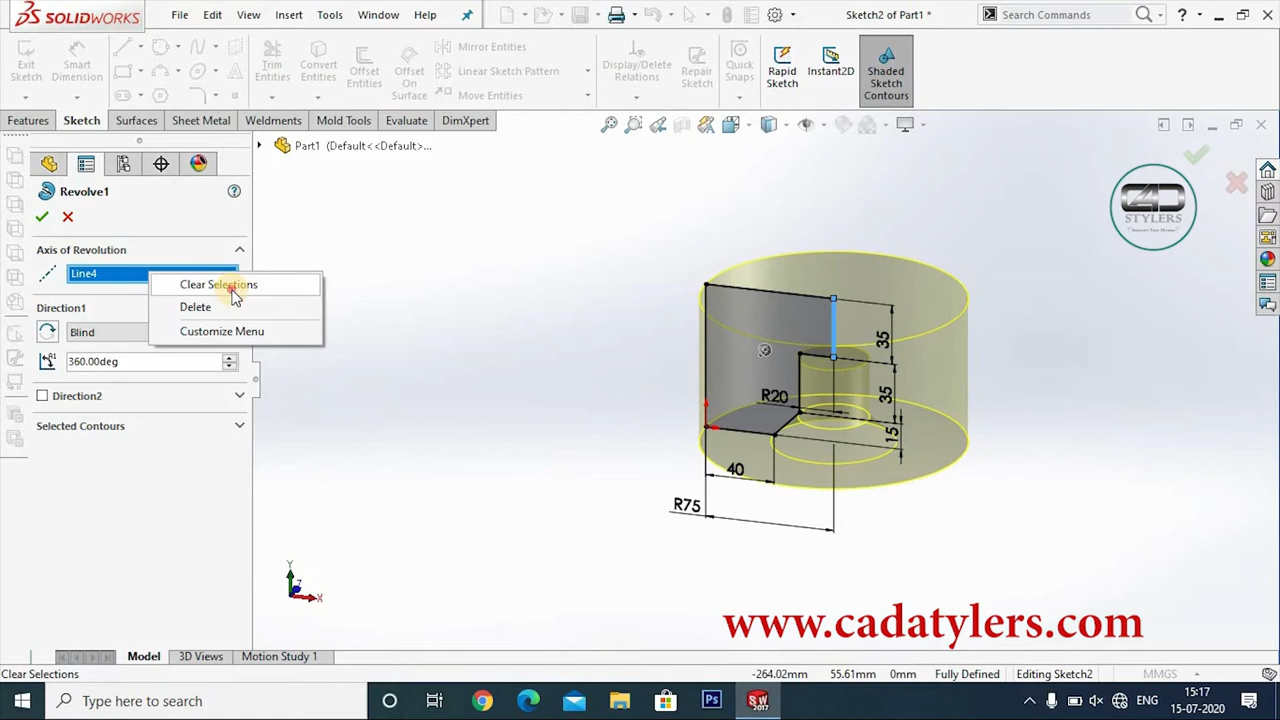 SOLIDWORKS
File
Edit
View
Insert
Tools
Window
Help
Sketch2 of Part1 *
Search Commands
?
Exit
Sketch
Smart
Dimension
Trim
Entities
Convert
Entities
Offset
Entities
Offset
On
Surface
Mirror Entities
Linear Sketch Pattern
Move Entities
Display/Delete
Relations
Repair
Sketch
Quick
Snaps
Rapid
Sketch
Instant2D
Shaded
Sketch
Contours
Features
Sketch
Surfaces
Sheet Metal
Weldments
Mold Tools
Evaluate
DimXpert
Part1 (Default<<Default>...
Revolve1
?
Axis of Revolution
Line4
Clear Selections
Delete
Customize Menu
Direction1
Blind
360.00deg
Direction2
Selected Contours
STYLERS
35
35
15
R20
40
R75
Y
Z
X
www.cadatylers.com
Model
3D Views
Motion Study 1
Clear Selections
-264.02mm
55.61mm
0mm
Fully Defined
Editing Sketch2
MMGS
Type here to search
Ps
SW
2017
ENG
15:17
15-07-2020